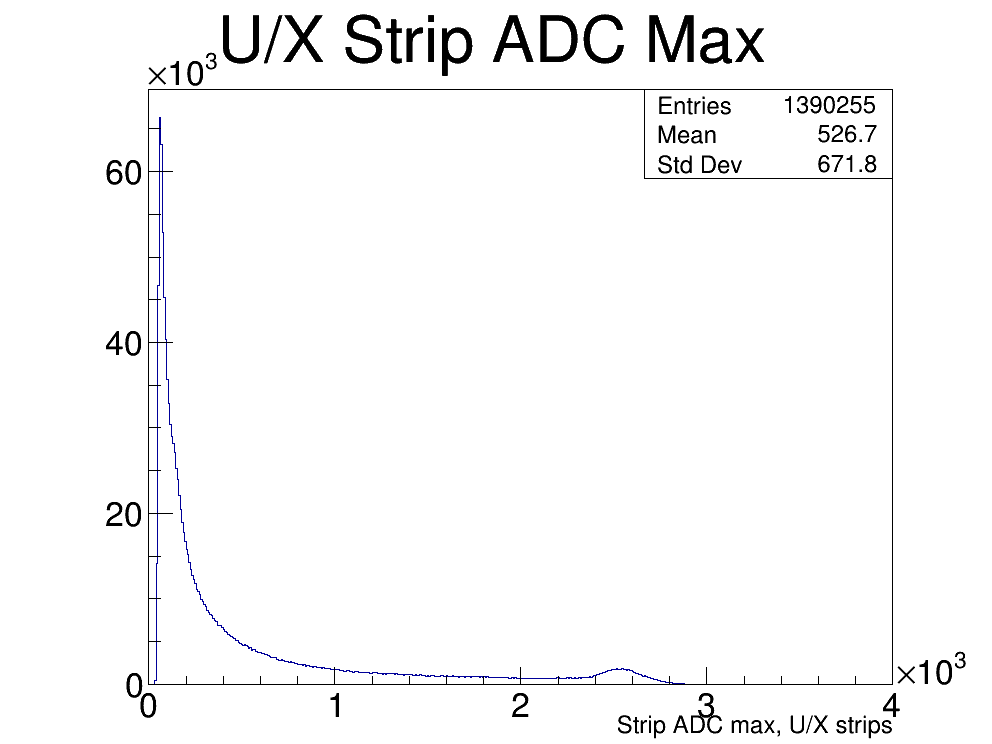 U/X Strip ADC Max
×10³
Entries 1390255
Mean 526.7
Std Dev 671.8
60
40
20
0
0 1 2 3 4
×10³
Strip ADC max, U/X strips